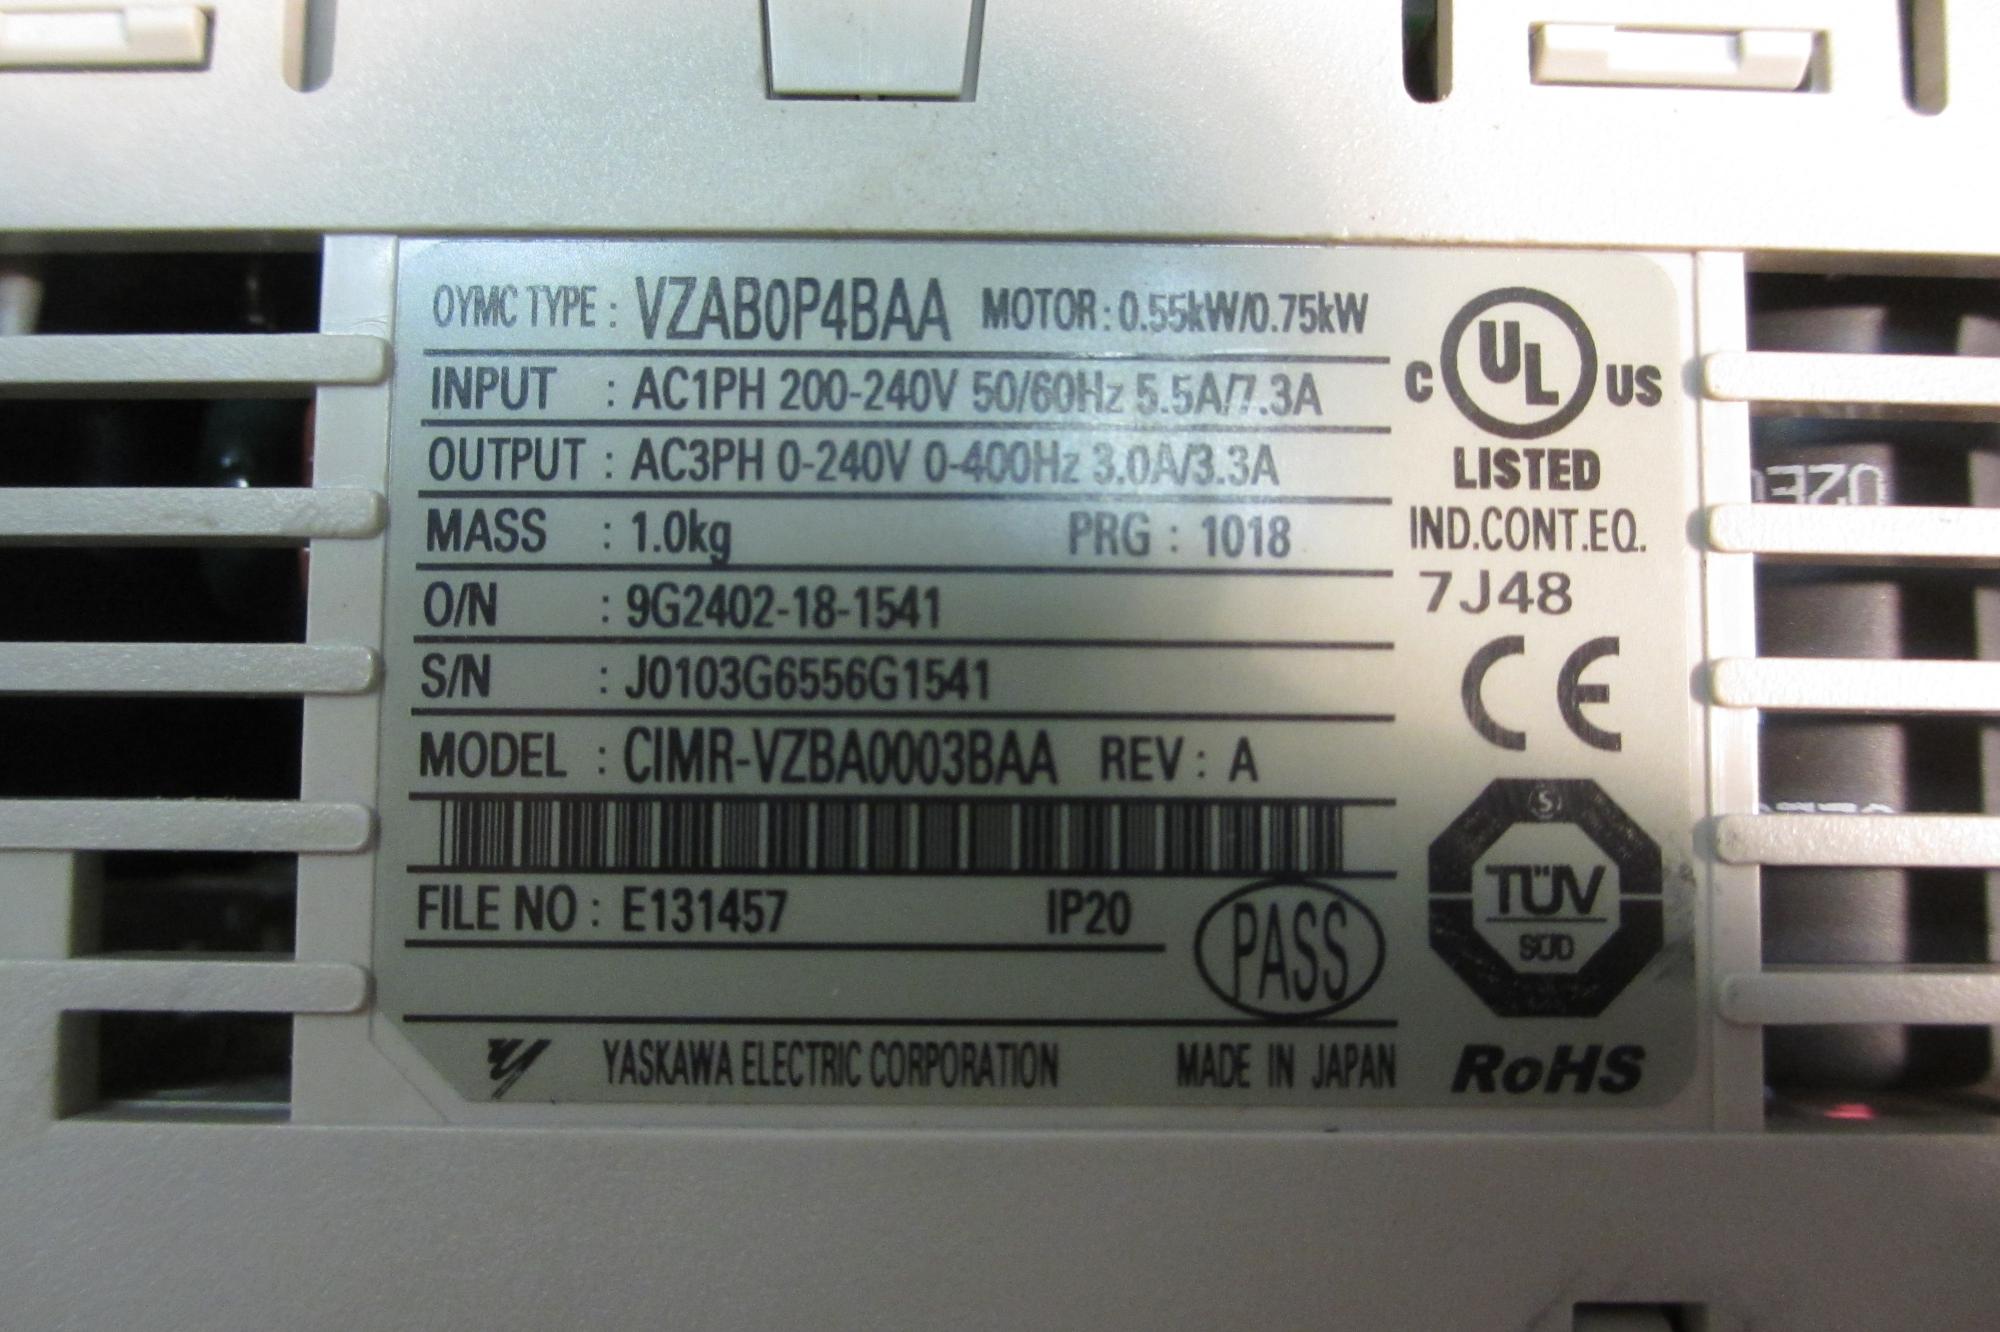 OYMC TYPE : VZAB0P4BAA MOTOR : 0.55kW/0.75kW
INPUT : AC1PH 200-240V 50/60Hz 5.5A/7.3A
OUTPUT : AC3PH 0-240V 0-400Hz 3.0A/3.3A
MASS : 1.0kg PRG : 1018
O/N : 9G2402-18-1541
S/N : J0103G6556G1541
MODEL : CIMR-VZBA0003BAA REV : A
FILE NO : E131457 IP20
PASS
YASKAWA ELECTRIC CORPORATION MADE IN JAPAN
C UL US
LISTED
IND.CONT.EQ.
7J48
CE
S
TÜV
SÜD
RoHS